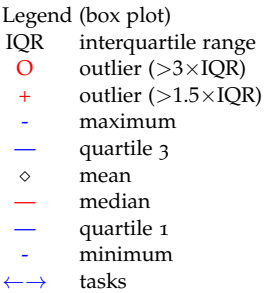 Legend (box plot)
IQR interquartile range
O outlier (>3×IQR)
+ outlier (>1.5×IQR)
- maximum
— quartile 3
⋄ mean
— median
— quartile 1
- minimum
←→ tasks